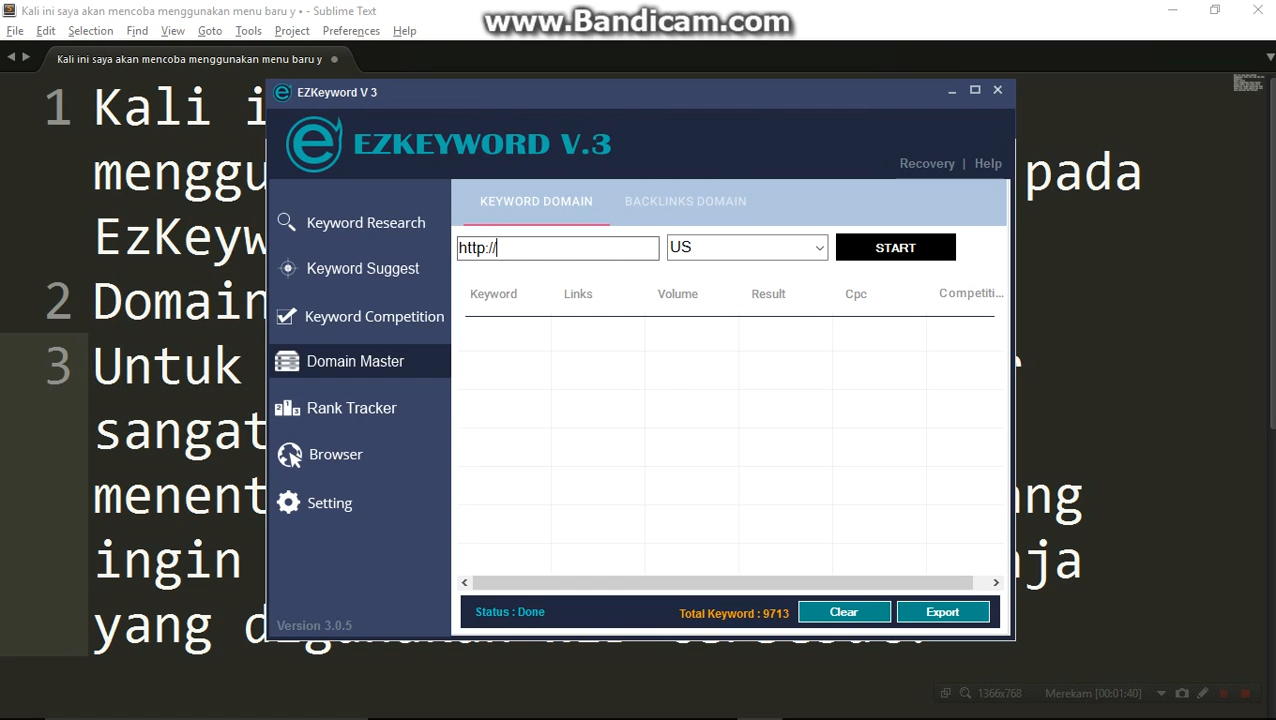 Kali ini saya akan mencoba menggunakan menu baru y • - Sublime Text
www.Bandicam.com
File Edit Selection Find View Goto Tools Project Preferences Help
Kali ini saya akan mencoba menggunakan menu baru y
EZKeyword V 3
EZKEYWORD V.3
Recovery | Help
Keyword Research
Keyword Suggest
Keyword Competition
Domain Master
Rank Tracker
Browser
Setting
Version 3.0.5
KEYWORD DOMAIN BACKLINKS DOMAIN
http:// US START
Keyword Links Volume Result Cpc Competiti...
Status : Done Total Keyword : 9713 Clear Export
1 Kali i
menggu pada
EzKeyw
2 Domain
3 Untuk
sangat
menent ang
ingin ja
yang
1366x768 Merekam [00:01:40]